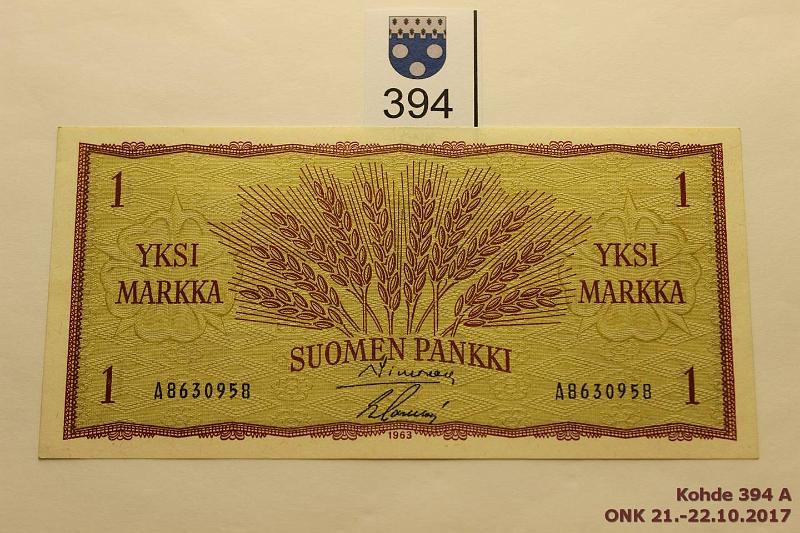 394
1 1
YKSI MARKKA YKSI MARKKA
SUOMEN PANKKI
1 A8630958 A8630958 1
1963
Kohde 394 A
ONK 21.-22.10.2017